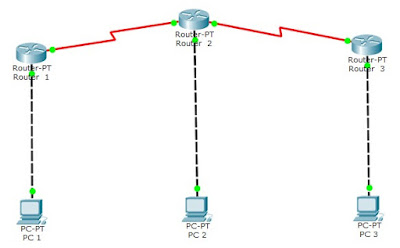 Router-PT
Router 1
Router-PT
Router 2
Router-PT
Router 3
PC-PT
PC 1
PC-PT
PC 2
PC-PT
PC 3